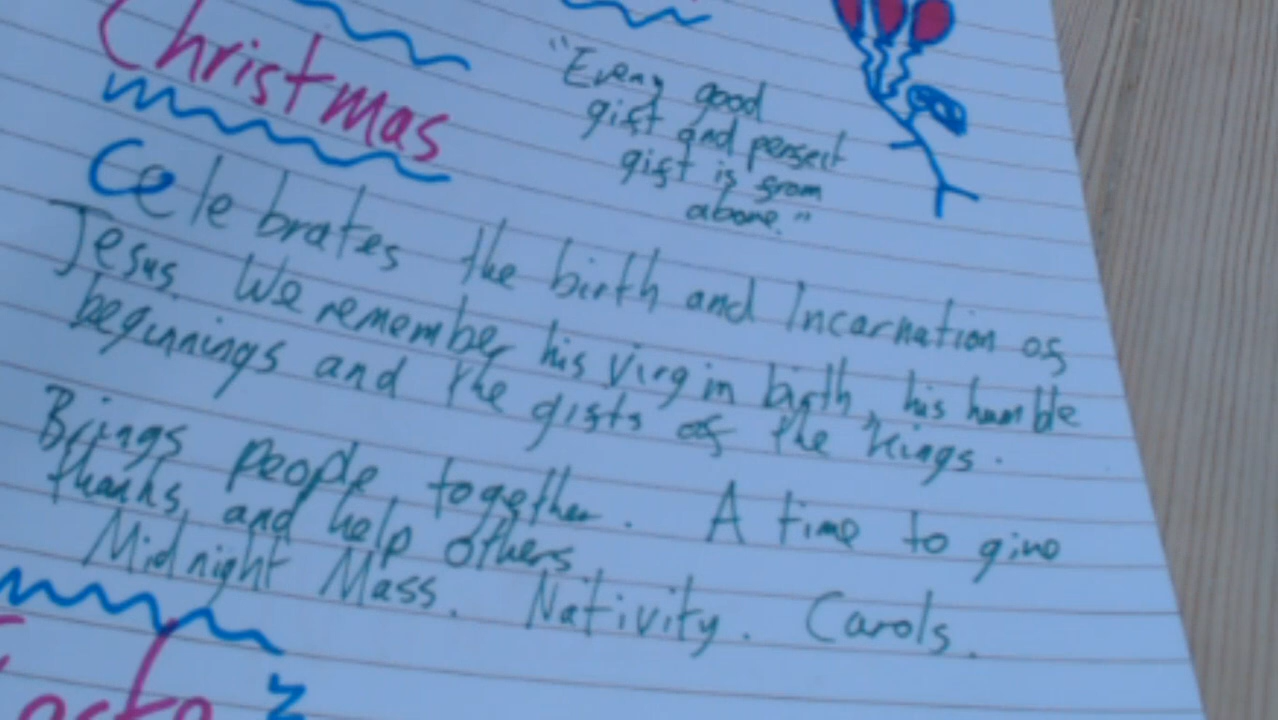 Christmas
"Every good
gift and perfect
gift is from
above."
Celebrates the birth and Incarnation of
Jesus. We remember his virgin birth, his humble
beginnings and the gifts of the kings.
Brings people together. A time to give
thanks, and help others.
Midnight Mass. Nativity. Carols.